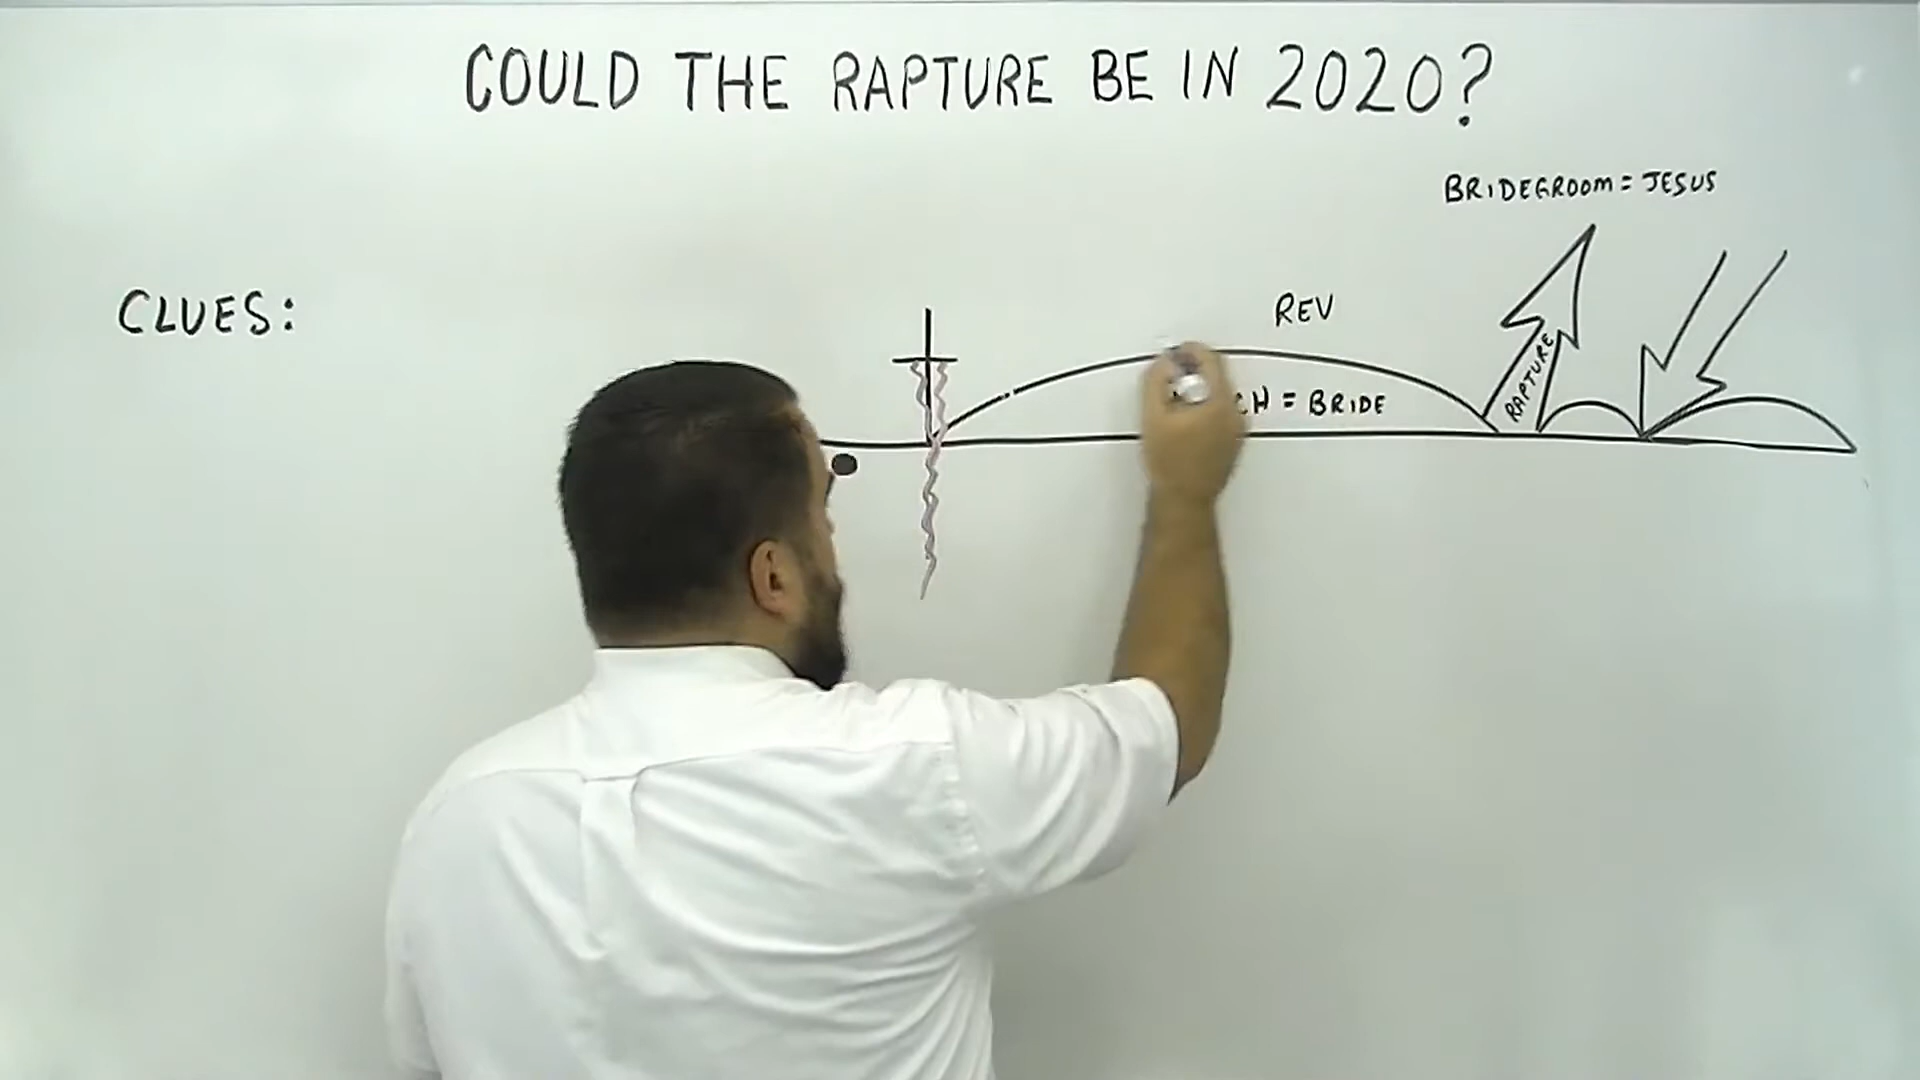 COULD THE RAPTURE BE IN 2020?
BRIDEGROOM = JESUS
CLUES:
REV
RAPTURE
= BRIDE